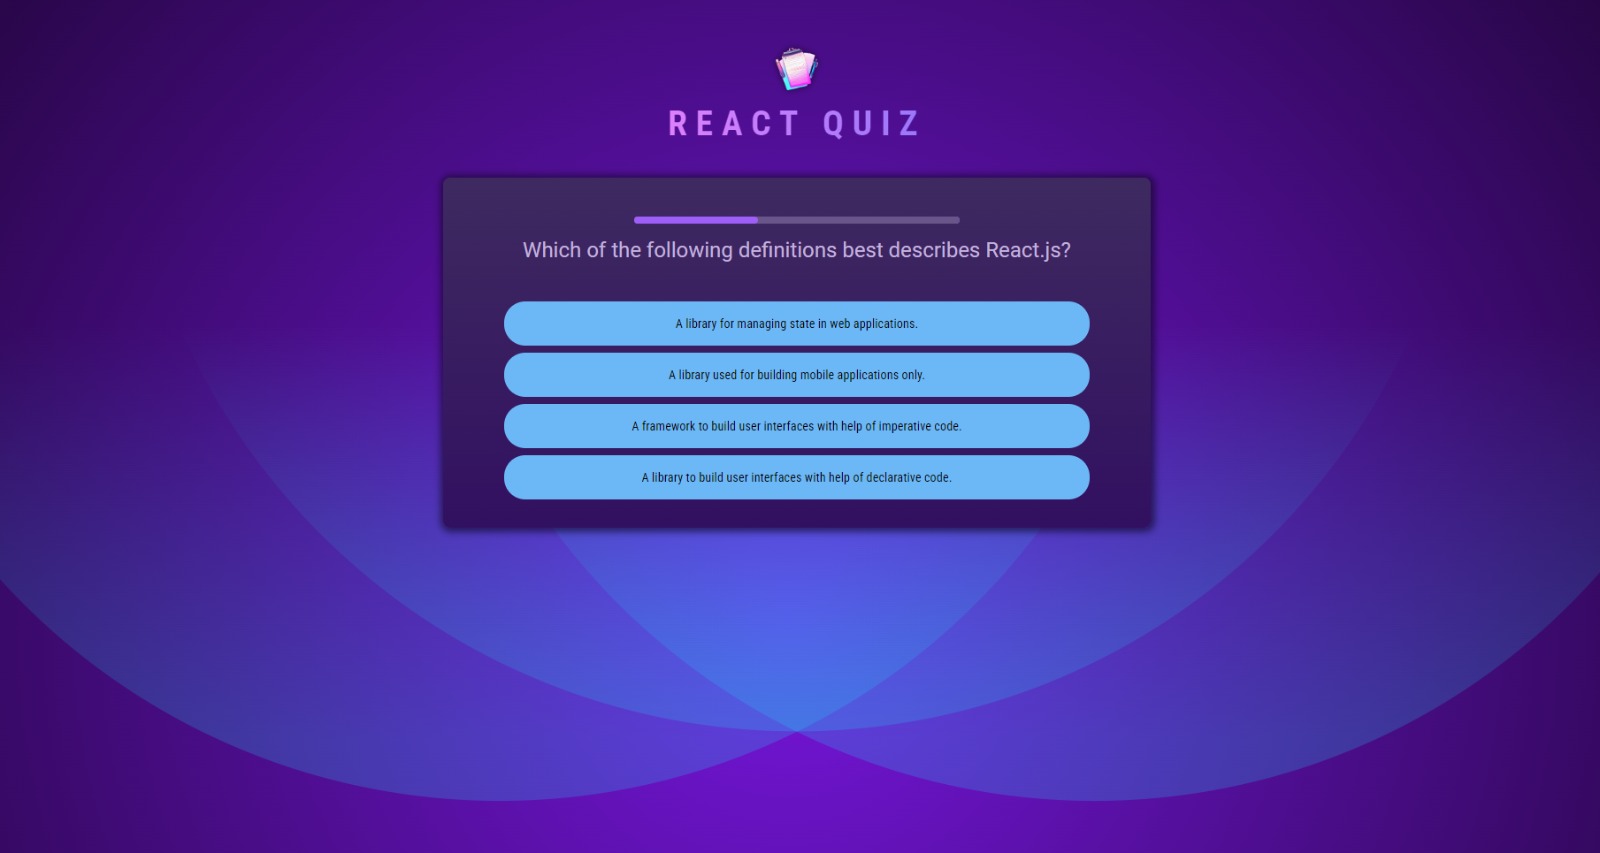 REACT QUIZ
Which of the following definitions best describes React.js?
A library for managing state in web applications.
A library used for building mobile applications only.
A framework to build user interfaces with help of imperative code.
A library to build user interfaces with help of declarative code.